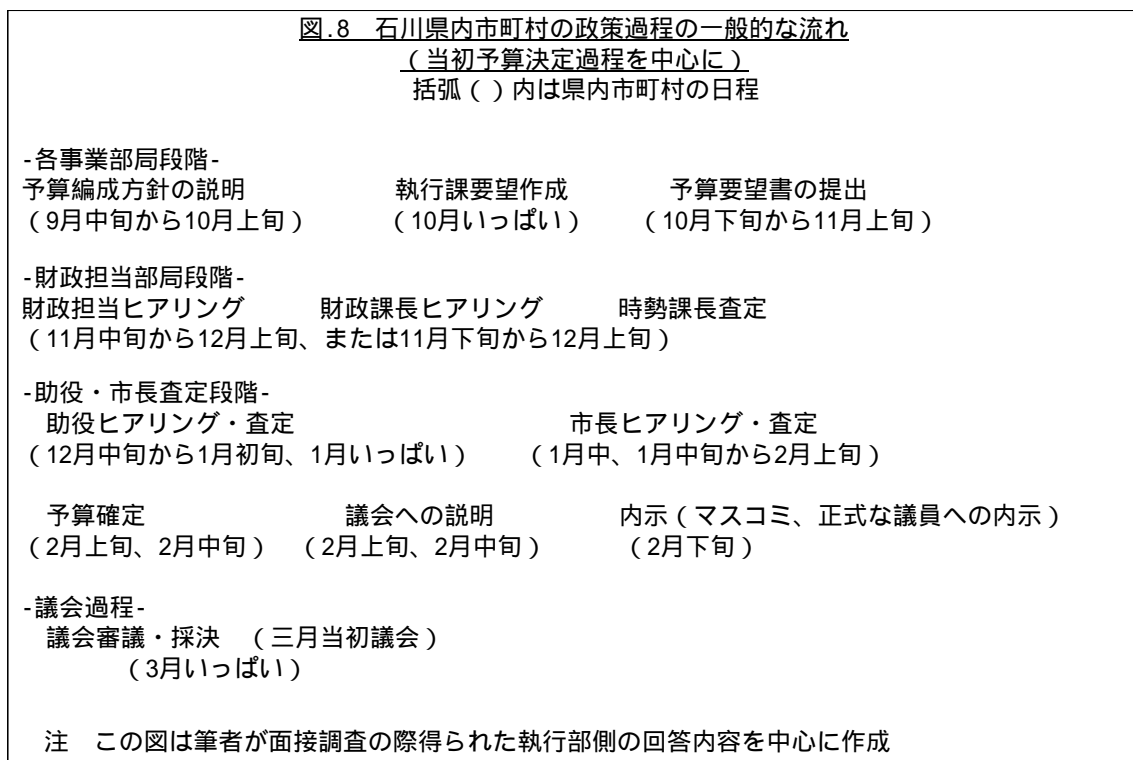 図.8　石川県内市町村の政策過程の一般的な流れ
（当初予算決定過程を中心に）
括弧（）内は県内市町村の日程
-各事業部局段階-
予算編成方針の説明　執行課要望作成　予算要望書の提出
（9月中旬から10月上旬）　（10月いっぱい）　（10月下旬から11月上旬）
-財政担当部局段階-
財政担当ヒアリング　財政課長ヒアリング　時勢課長査定
（11月中旬から12月上旬、または11月下旬から12月上旬）
-助役・市長査定段階-
助役ヒアリング・査定　市長ヒアリング・査定
（12月中旬から1月初旬、1月いっぱい）　（1月中、1月中旬から2月上旬）
予算確定　議会への説明　内示（マスコミ、正式な議員への内示）
（2月上旬、2月中旬）　（2月上旬、2月中旬）　（2月下旬）
-議会過程-
議会審議・採決　（三月当初議会）
（3月いっぱい）
注　この図は筆者が面接調査の際得られた執行部側の回答内容を中心に作成